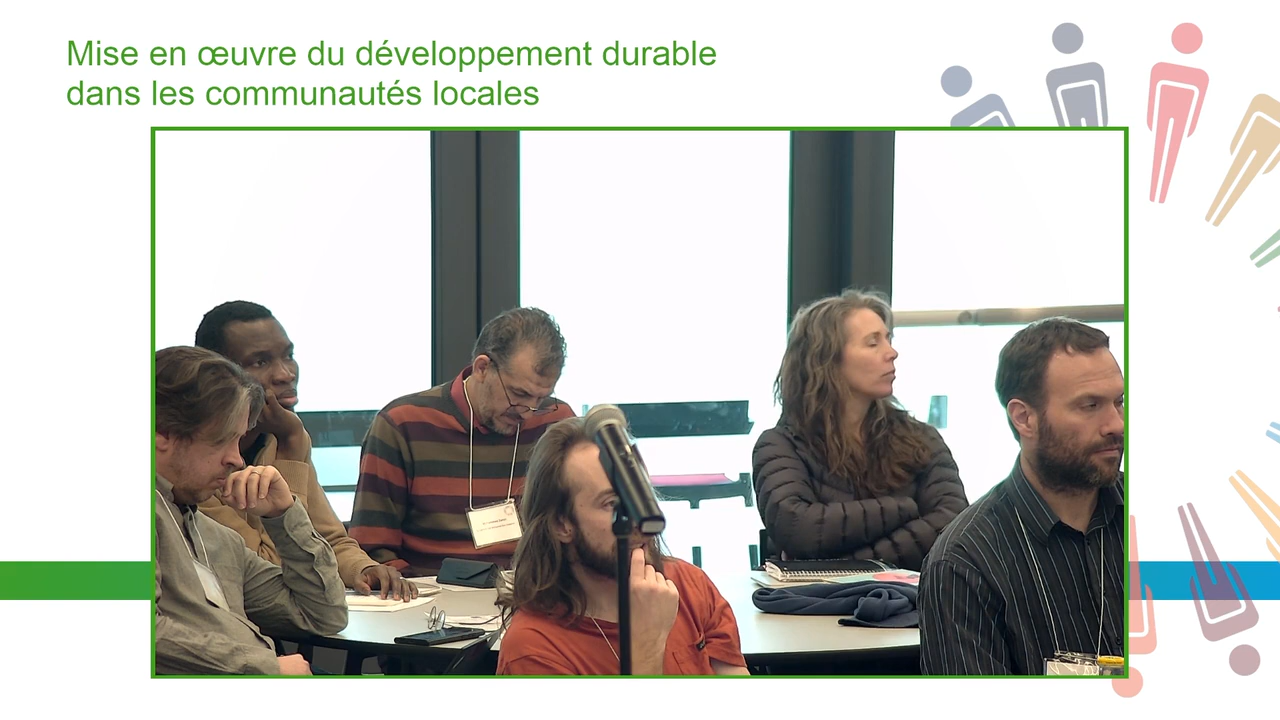 Mise en œuvre du développement durable
dans les communautés locales